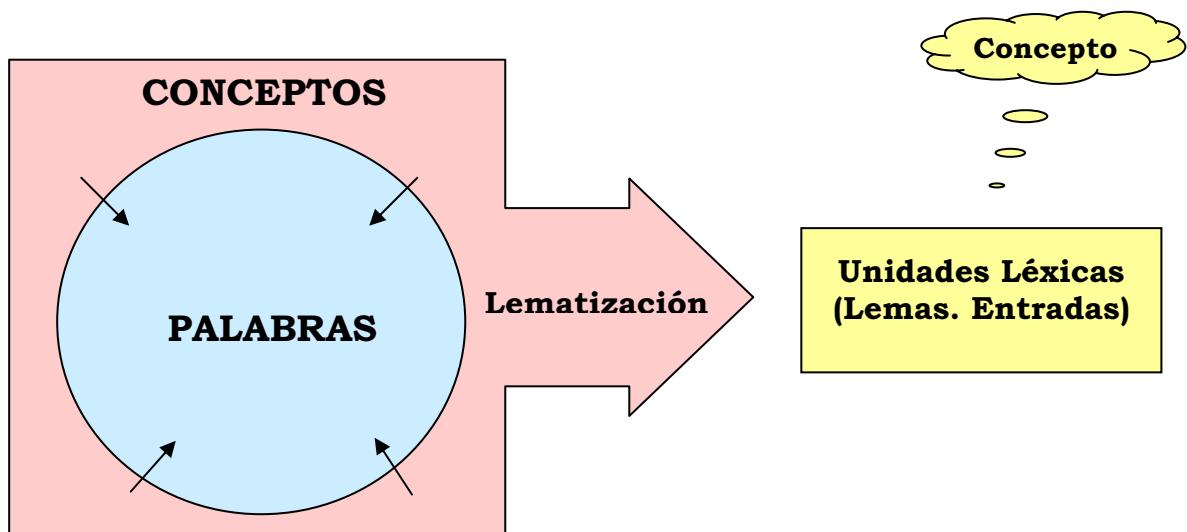 CONCEPTOS
PALABRAS
Lematización
Concepto
Unidades Léxicas
(Lemas. Entradas)